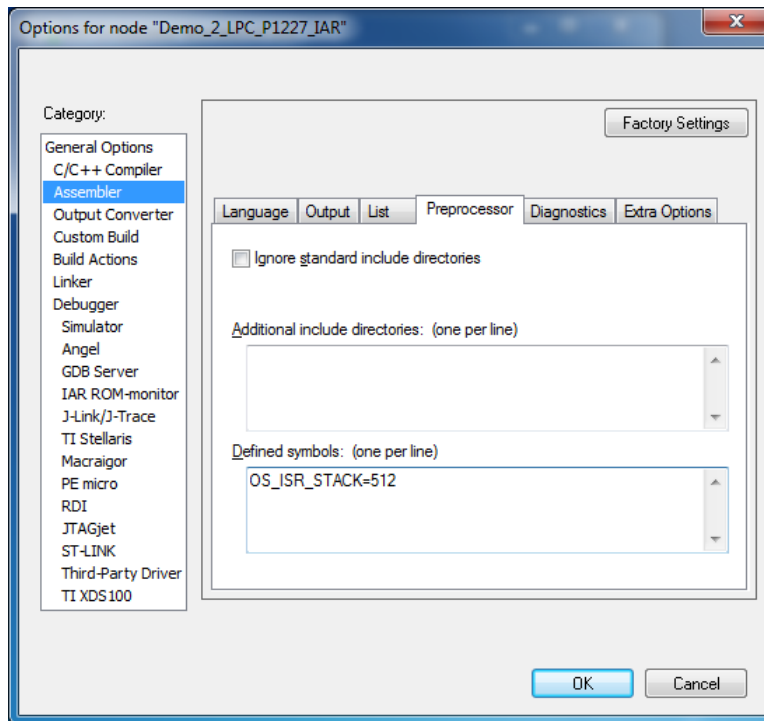 Options for node "Demo_2_LPC_P1227_IAR"
Category:
Factory Settings
General Options
C/C++ Compiler
Assembler
Output Converter
Custom Build
Build Actions
Linker
Debugger
Simulator
Angel
GDB Server
IAR ROM-monitor
J-Link/J-Trace
TI Stellaris
Macraigor
PE micro
RDI
JTAGjet
ST-LINK
Third-Party Driver
TI XDS100
Language Output List Preprocessor Diagnostics Extra Options
Ignore standard include directories
Additional include directories: (one per line)
Defined symbols: (one per line)
OS_ISR_STACK=512
OK Cancel